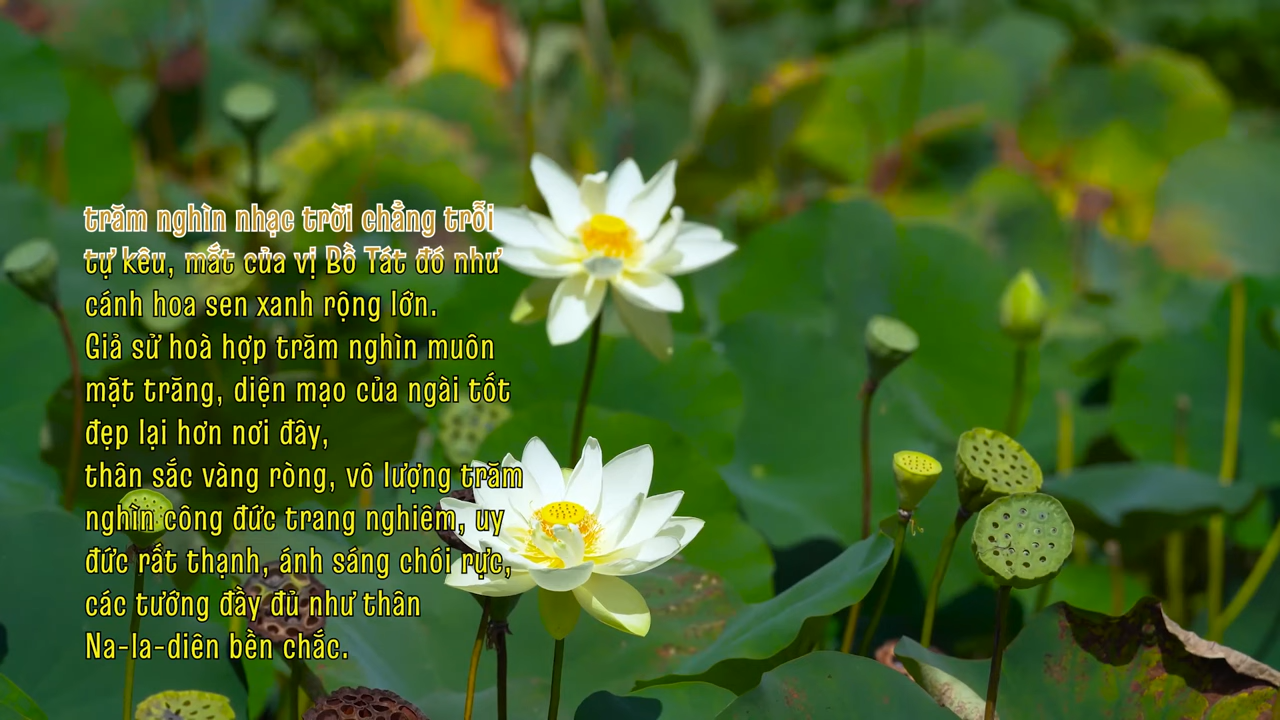 trăm nghìn nhạc trời chẳng trỗi
tự kêu, mắt của vị Bồ Tát đó như
cánh hoa sen xanh rộng lớn.
Giả sử hoà hợp trăm nghìn muôn
mặt trăng, diện mạo của ngài tốt
đẹp lại hơn nơi đây,
thân sắc vàng ròng, vô lượng trăm
nghìn công đức trang nghiêm, uy
đức rất thạnh, ánh sáng chói rực,
các tướng đầy đủ như thân
Na-la-diên bền chắc.